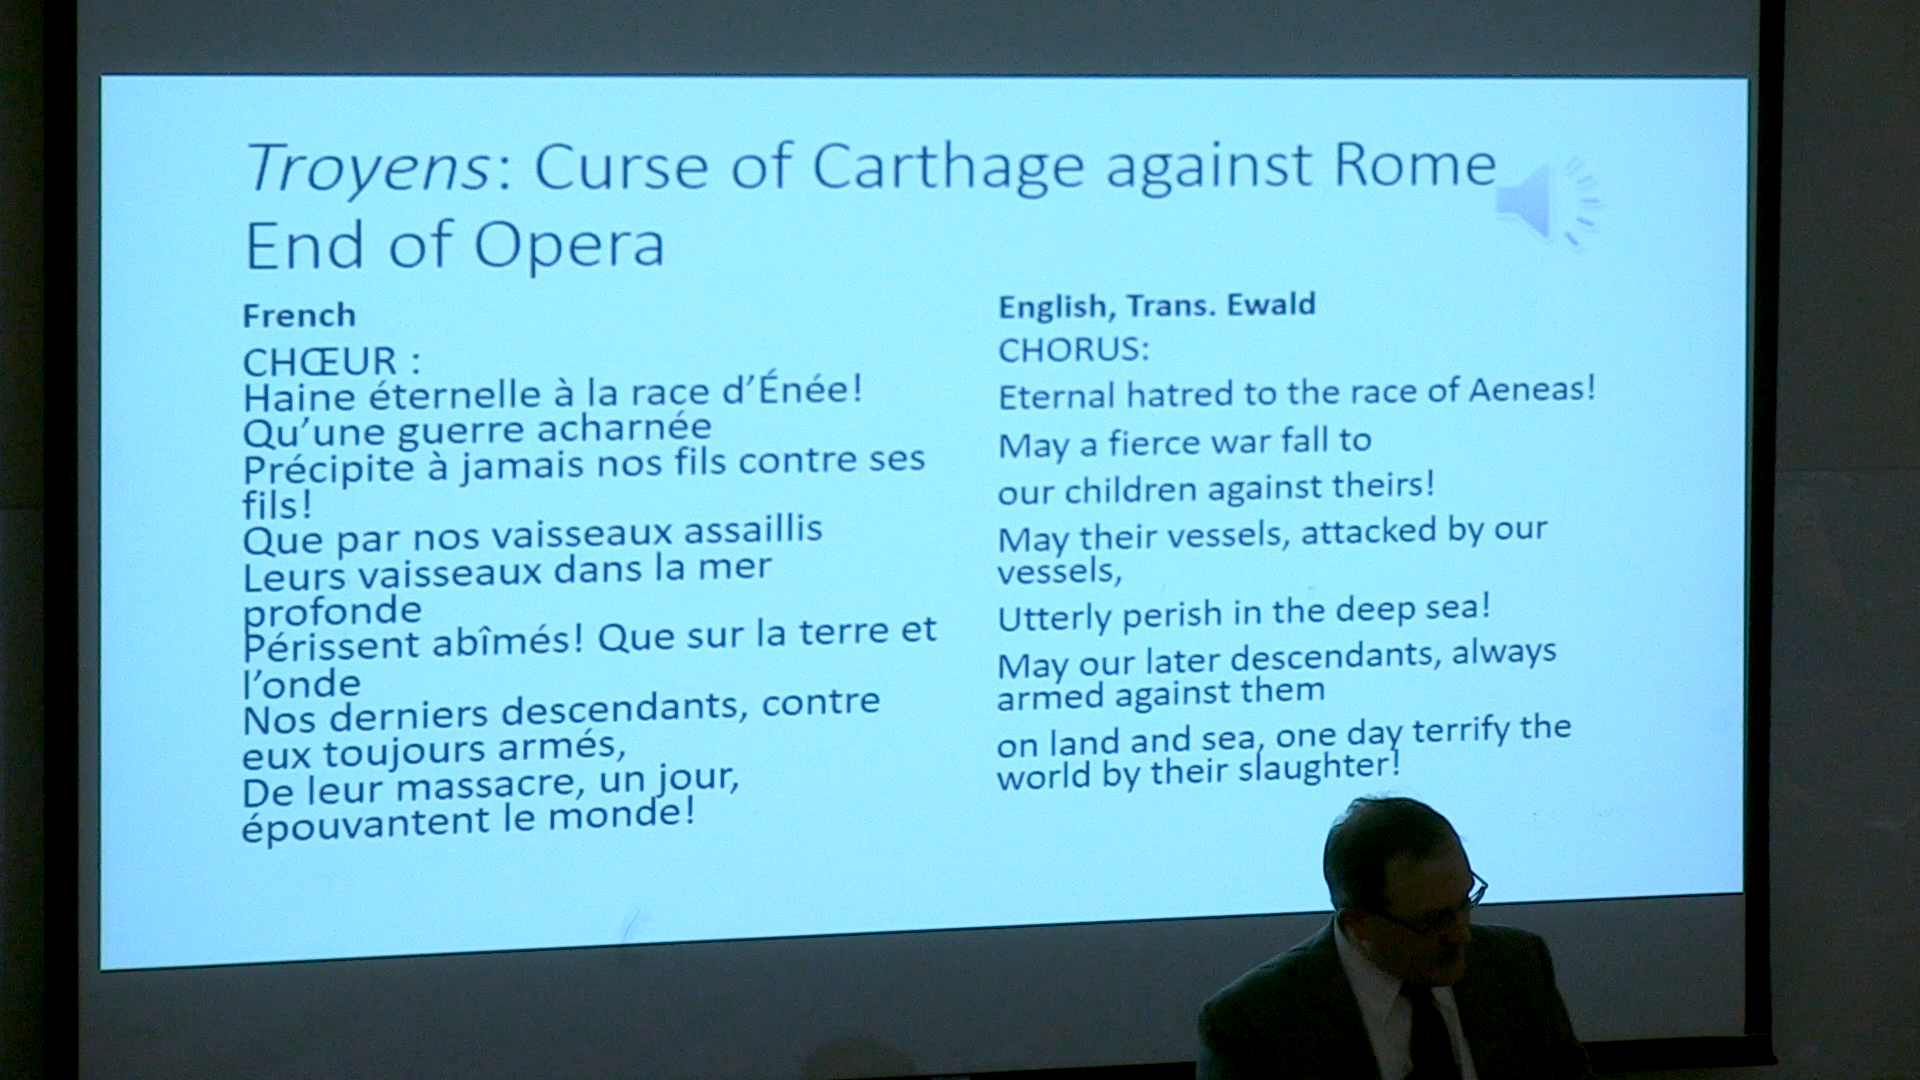 Troyens: Curse of Carthage against Rome
End of Opera
French
CHŒUR :
Haine éternelle à la race d’Énée!
Qu’une guerre acharnée
Précipite à jamais nos fils contre ses
fils!
Que par nos vaisseaux assaillis
Leurs vaisseaux dans la mer
profonde
Périssent abîmés! Que sur la terre et
l’onde
Nos derniers descendants, contre
eux toujours armés,
De leur massacre, un jour,
épouvantent le monde!
English, Trans. Ewald
CHORUS:
Eternal hatred to the race of Aeneas!
May a fierce war fall to
our children against theirs!
May their vessels, attacked by our
vessels,
Utterly perish in the deep sea!
May our later descendants, always
armed against them
on land and sea, one day terrify the
world by their slaughter!